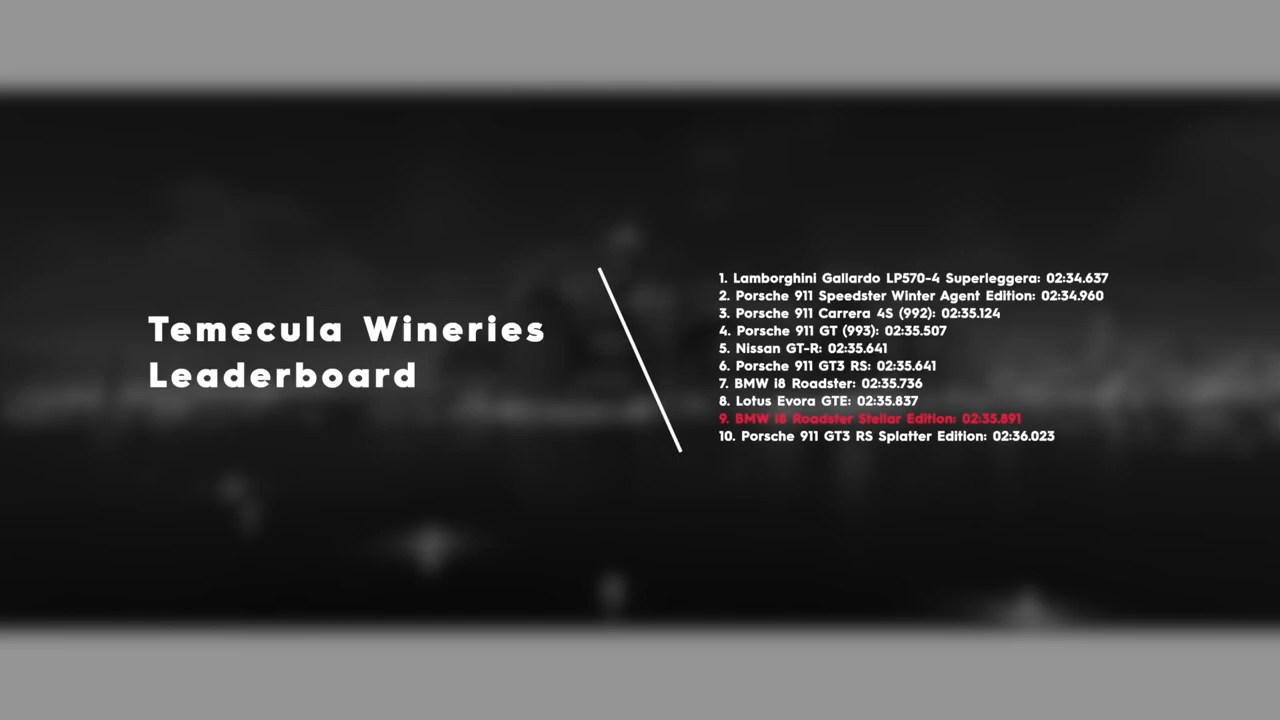 Temecula Wineries
Leaderboard
1. Lamborghini Gallardo LP570-4 Superleggera: 02:34.637
2. Porsche 911 Speedster Winter Agent Edition: 02:34.960
3. Porsche 911 Carrera 4S (992): 02:35.124
4. Porsche 911 GT (993): 02:35.507
5. Nissan GT-R: 02:35.641
6. Porsche 911 GT3 RS: 02:35.641
7. BMW i8 Roadster: 02:35.736
8. Lotus Evora GTE: 02:35.837
9. BMW i8 Roadster Stellar Edition: 02:35.891
10. Porsche 911 GT3 RS Splatter Edition: 02:36.023